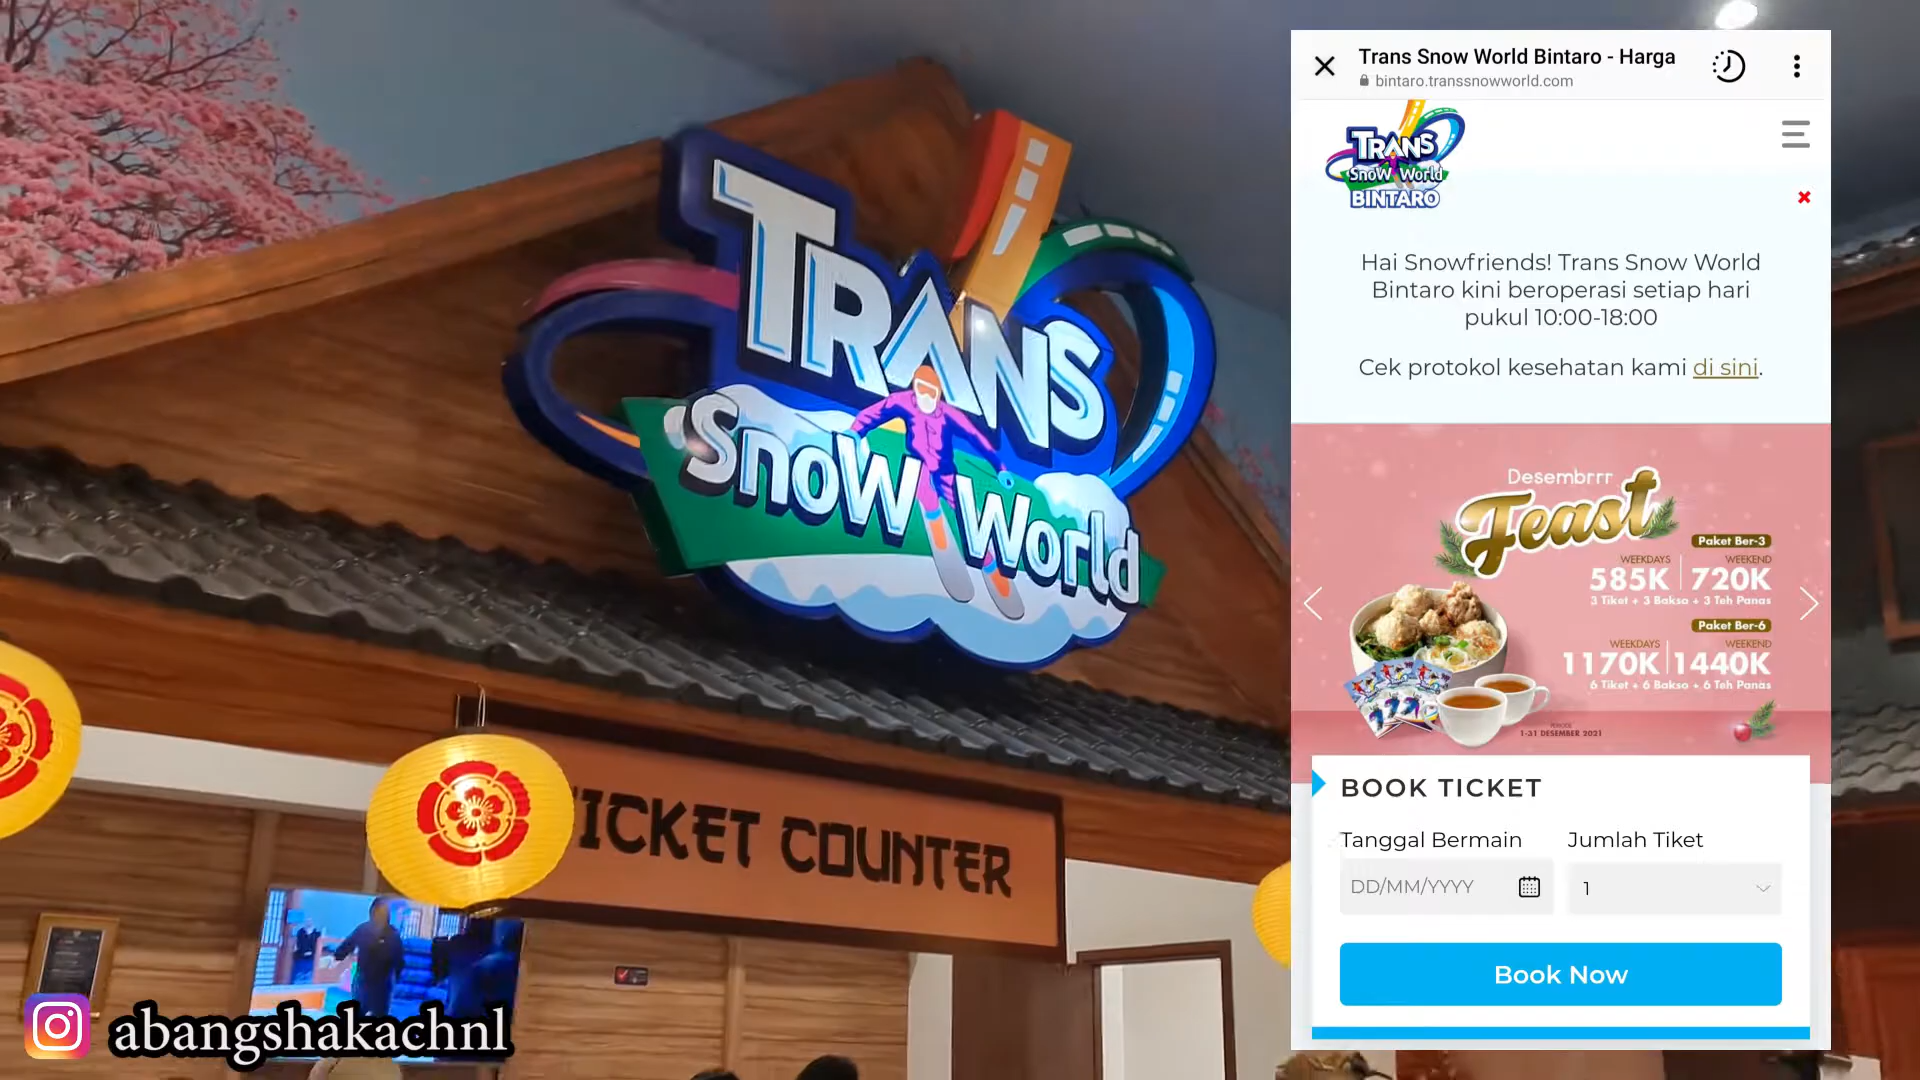 TRANS
SnoW World
TICKET COUNTER
abangshakachnl
Trans Snow World Bintaro - Harga
bintaro.transsnowworld.com
TRANS
SnoW World
BINTARO
Hai Snowfriends! Trans Snow World
Bintaro kini beroperasi setiap hari
pukul 10:00-18:00
Cek protokol kesehatan kami di sini.
Desembrrr
Feast
Paket Ber-3
WEEKDAYS WEEKEND
585K 720K
3 Tiket + 3 Bakso + 3 Teh Panas
Paket Ber-6
WEEKDAYS WEEKEND
1170K 1440K
6 Tiket + 6 Bakso + 6 Teh Panas
PERIODE
1-31 DESEMBER 2021
BOOK TICKET
Tanggal Bermain Jumlah Tiket
DD/MM/YYYY 1
Book Now